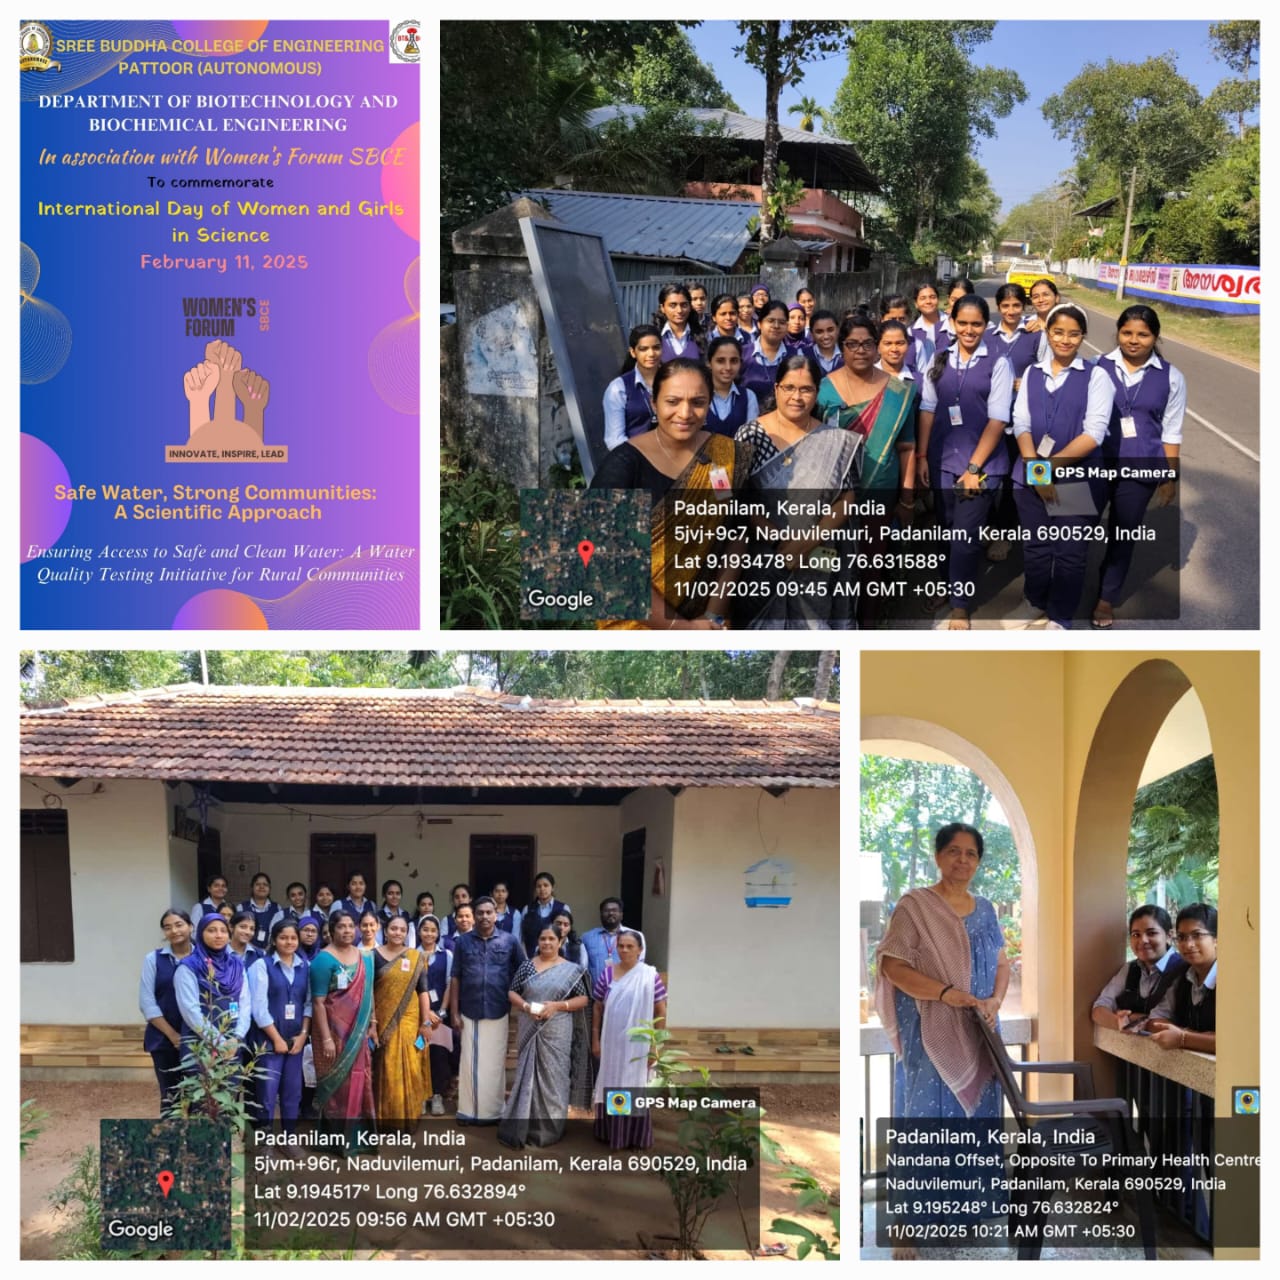 SREE BUDDHA COLLEGE OF ENGINEERING
PATTOOR (AUTONOMOUS)
DEPARTMENT OF BIOTECHNOLOGY AND
BIOCHEMICAL ENGINEERING
In association with Women's Forum SBCE
To commemorate
International Day of Women and Girls
in Science
February 11, 2025
WOMEN'S
FORUM
SBCE
INNOVATE, INSPIRE, LEAD
Safe Water, Strong Communities:
A Scientific Approach
Ensuring Access to Safe and Clean Water: A Water
Quality Testing Initiative for Rural Communities
അനശ്വര
GPS Map Camera
Padanilam, Kerala, India
5jvj+9c7, Naduvilemuri, Padanilam, Kerala 690529, India
Lat 9.193478° Long 76.631588°
11/02/2025 09:45 AM GMT +05:30
Google
GPS Map Camera
Padanilam, Kerala, India
5jvm+96r, Naduvilemuri, Padanilam, Kerala 690529, India
Lat 9.194517° Long 76.632894°
11/02/2025 09:56 AM GMT +05:30
Google
Padanilam, Kerala, India
Nandana Offset, Opposite To Primary Health Centre
Naduvilemuri, Padanilam, Kerala 690529, India
Lat 9.195248° Long 76.632824°
11/02/2025 10:21 AM GMT +05:30